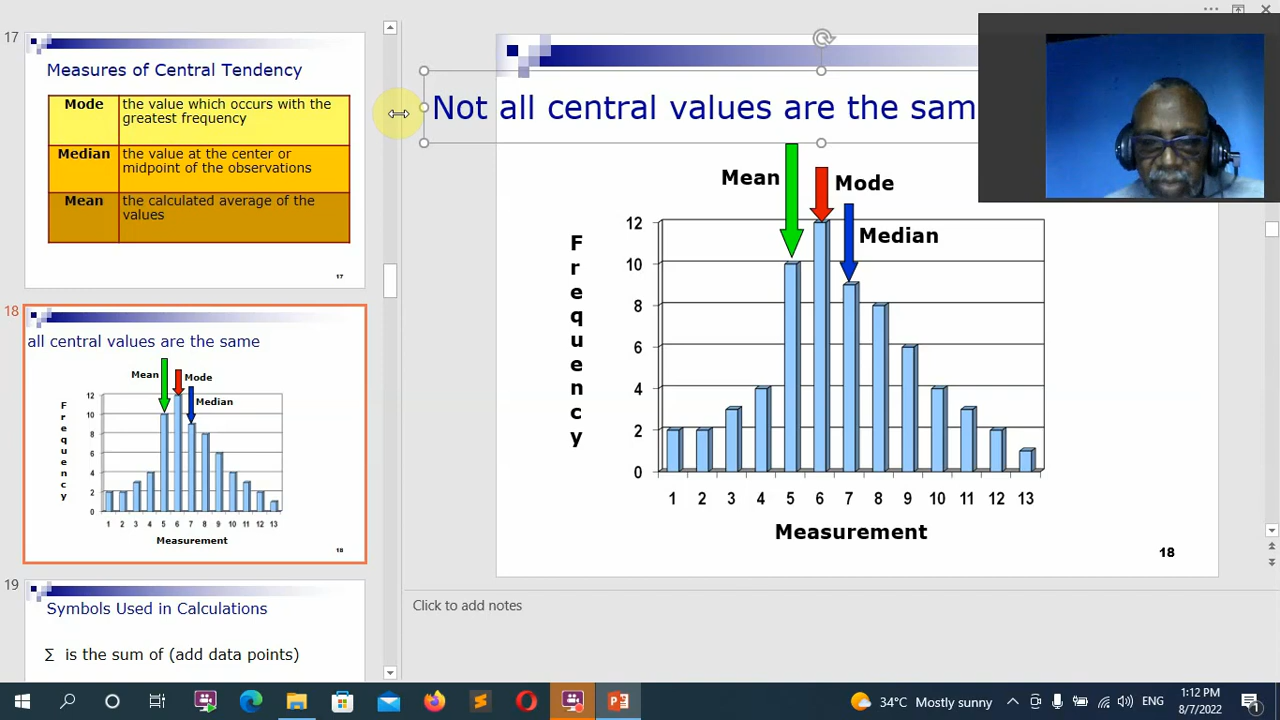 17
Measures of Central Tendency
Mode the value which occurs with the
greatest frequency
Median the value at the center or
midpoint of the observations
Mean the calculated average of the
values
17
18
all central values are the same
Mean
Mode
Median
F
r
e
q
u
e
n
c
y
12
10
8
6
4
2
0
1 2 3 4 5 6 7 8 9 10 11 12 13
Measurement
18
19
Symbols Used in Calculations
Σ is the sum of (add data points)
Not all central values are the sam
Mean
Mode
Median
F
r
e
q
u
e
n
c
y
12
10
8
6
4
2
0
1 2 3 4 5 6 7 8 9 10 11 12 13
Measurement
18
Click to add notes
34°C Mostly sunny
ENG
1:12 PM
8/7/2022
1